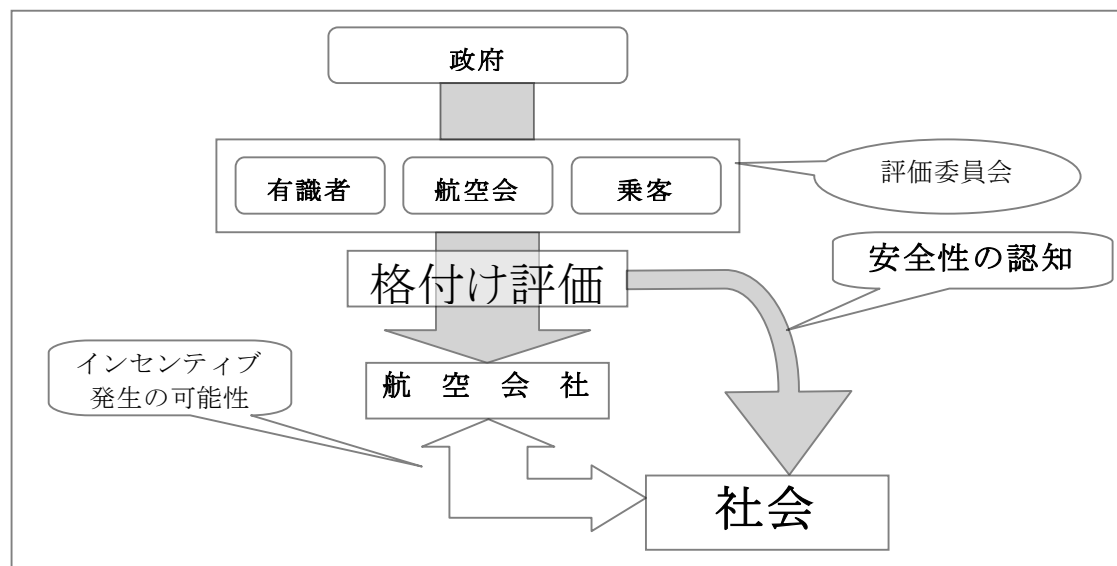 政府
有識者
航空会
乗客
評価委員会
格付け評価
安全性の認知
インセンティブ
発生の可能性
航 空 会 社
社会